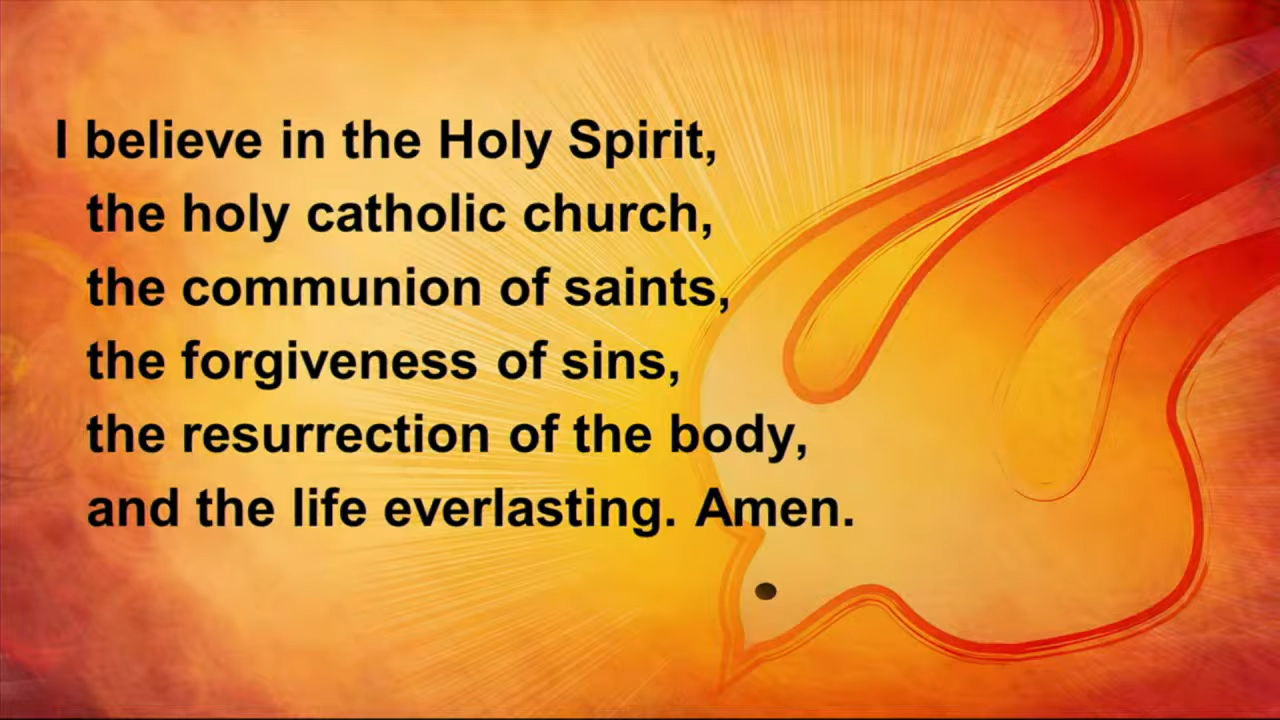 I believe in the Holy Spirit,
the holy catholic church,
the communion of saints,
the forgiveness of sins,
the resurrection of the body,
and the life everlasting. Amen.